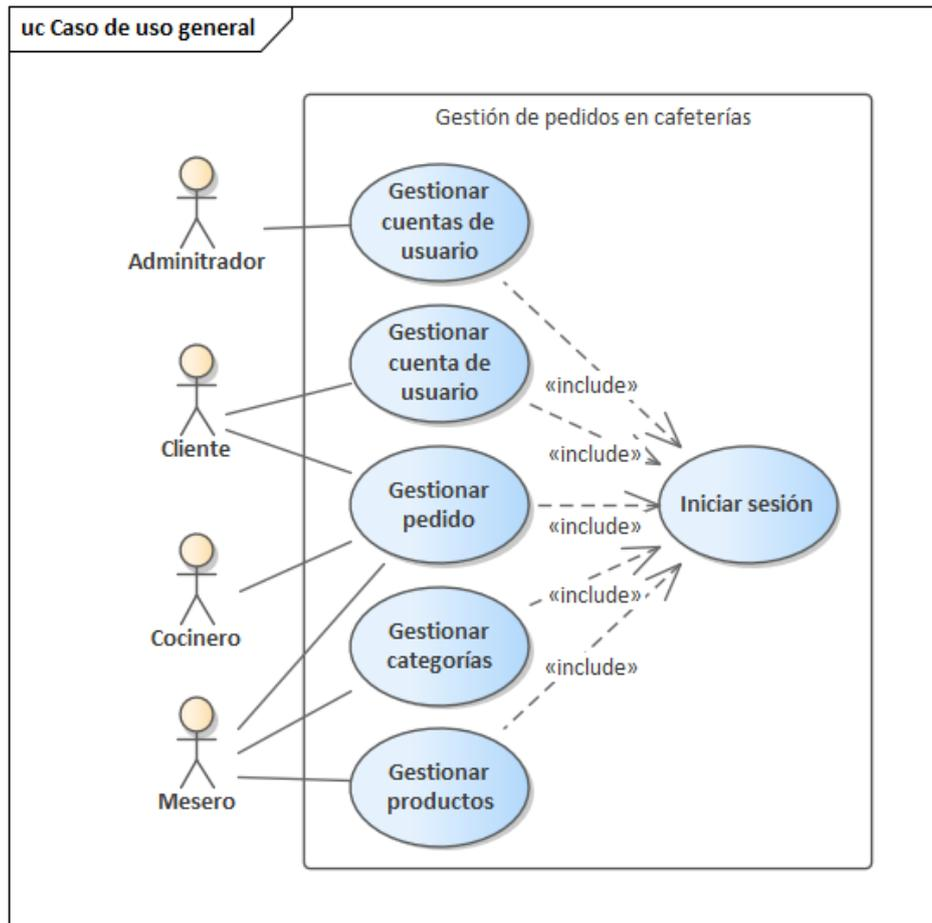 uc Caso de uso general
Gestión de pedidos en cafeterías
Gestionar
cuentas de
usuario
Adminitrador
Gestionar
cuenta de
usuario
«include»
Cliente
«include»
Gestionar
pedido
Iniciar sesión
«include»
Cocinero
«include»
Gestionar
categorías
«include»
Mesero
Gestionar
productos